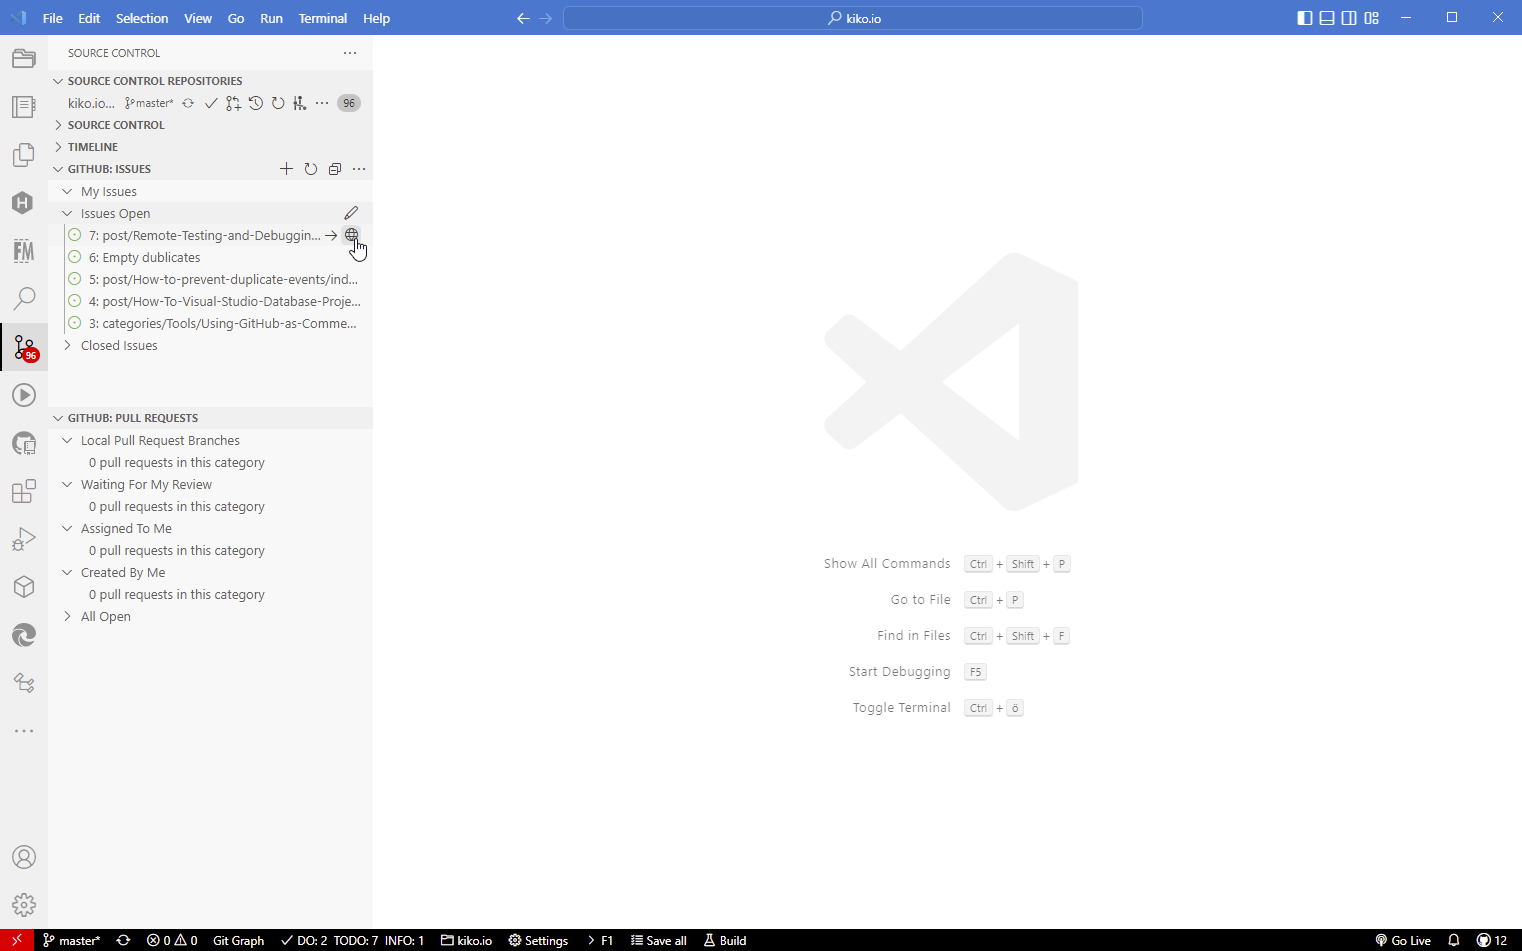 File Edit Selection View Go Run Terminal Help
kiko.io
SOURCE CONTROL
SOURCE CONTROL REPOSITORIES
kiko.io... master* 96
SOURCE CONTROL
TIMELINE
GITHUB: ISSUES
My Issues
Issues Open
7: post/Remote-Testing-and-Debuggin...
6: Empty dublicates
5: post/How-to-prevent-duplicate-events/ind...
4: post/How-To-Visual-Studio-Database-Proje...
3: categories/Tools/Using-GitHub-as-Comme...
Closed Issues
H
FM
96
GITHUB: PULL REQUESTS
Local Pull Request Branches
0 pull requests in this category
Waiting For My Review
0 pull requests in this category
Assigned To Me
0 pull requests in this category
Created By Me
0 pull requests in this category
All Open
Show All Commands Ctrl + Shift + P
Go to File Ctrl + P
Find in Files Ctrl + Shift + F
Start Debugging F5
Toggle Terminal Ctrl + ö
master* 0 0 Git Graph DO: 2 TODO: 7 INFO: 1 kiko.io Settings F1 Save all Build Go Live 12